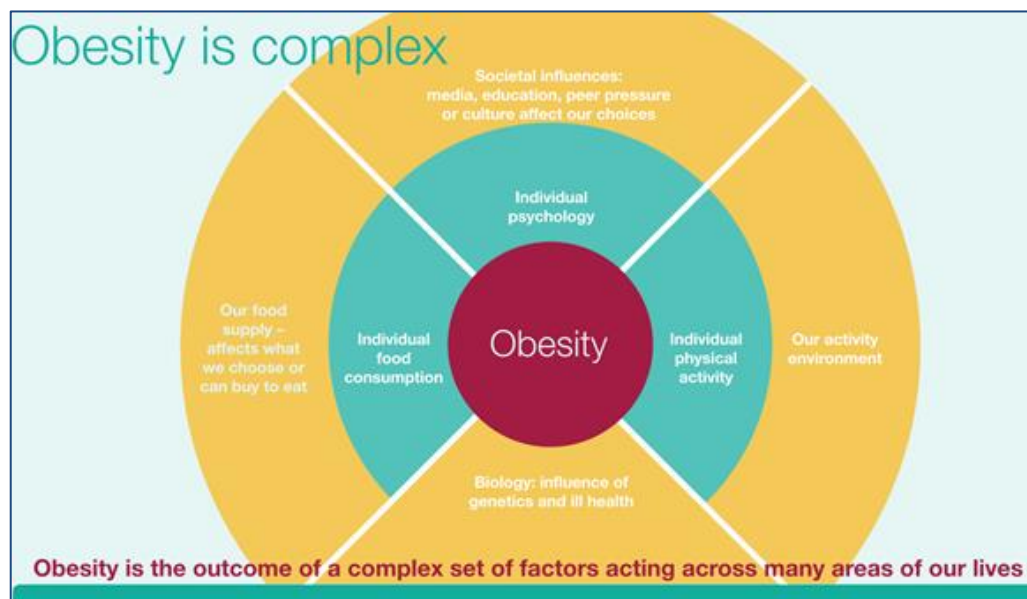 Obesity is complex
Societal influences:
media, education, peer pressure
or culture affect our choices
Individual
psychology
Our food
supply –
affects what
we choose or
can buy to eat
Individual
food
consumption
Obesity
Individual
physical
activity
Our activity
environment
Biology: influence of
genetics and ill health
Obesity is the outcome of a complex set of factors acting across many areas of our lives